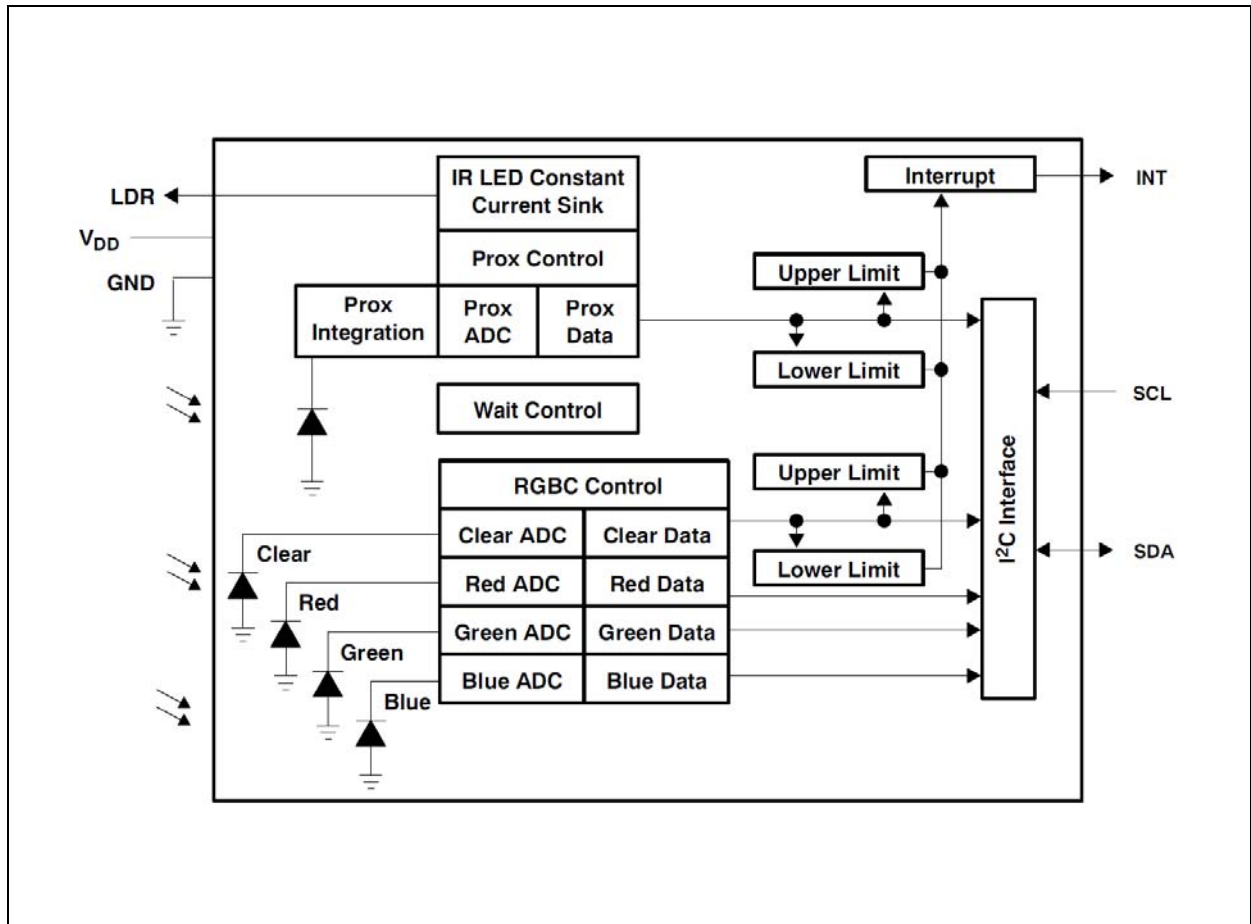 LDR
VDD
GND
IR LED Constant
Current Sink
Prox Control
Prox
Integration
Prox
ADC
Prox
Data
Wait Control
RGBC Control
Clear ADC
Clear Data
Red ADC
Red Data
Green ADC
Green Data
Blue ADC
Blue Data
Clear
Red
Green
Blue
Interrupt
Upper Limit
Lower Limit
Upper Limit
Lower Limit
I²C Interface
INT
SCL
SDA